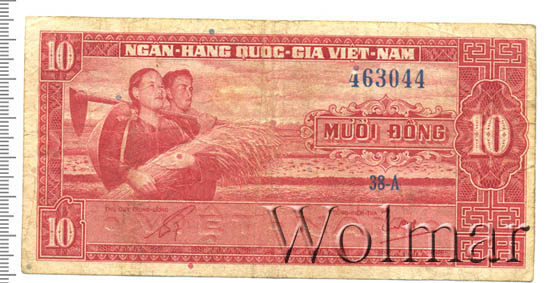 10
NGÂN-HÀNG QUỐC-GIA VIỆT-NAM
463044
MƯỜI ĐỒNG
10
38-A
10
Wolmar